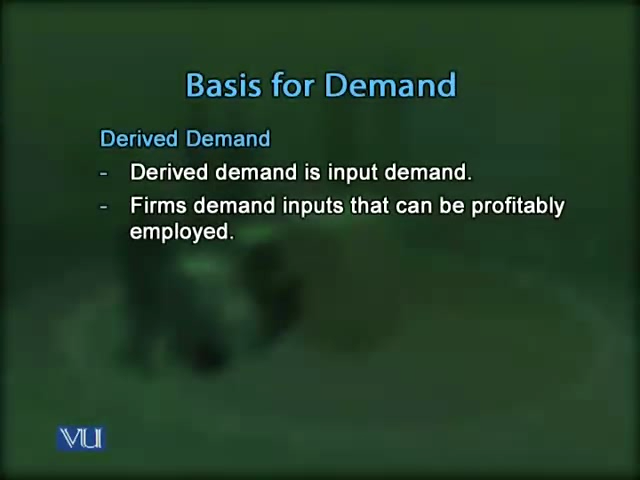 Basis for Demand
Derived Demand
- Derived demand is input demand.
- Firms demand inputs that can be profitably
employed.
VU